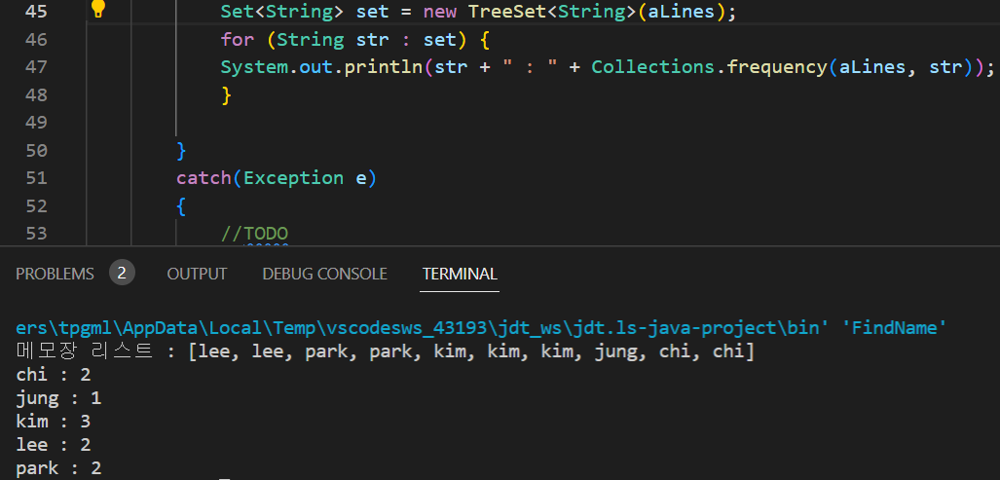 45 Set<String> set = new TreeSet<String>(aLines);
46 for (String str : set) {
47 System.out.println(str + " : " + Collections.frequency(aLines, str));
48 }
49
50 }
51 catch(Exception e)
52 {
53 //TODO
PROBLEMS 2 OUTPUT DEBUG CONSOLE TERMINAL
ers\tpgml\AppData\Local\Temp\vscodesws_43193\jdt_ws\jdt.ls-java-project\bin' 'FindName'
메모장 리스트 : [lee, lee, park, park, kim, kim, kim, jung, chi, chi]
chi : 2
jung : 1
kim : 3
lee : 2
park : 2